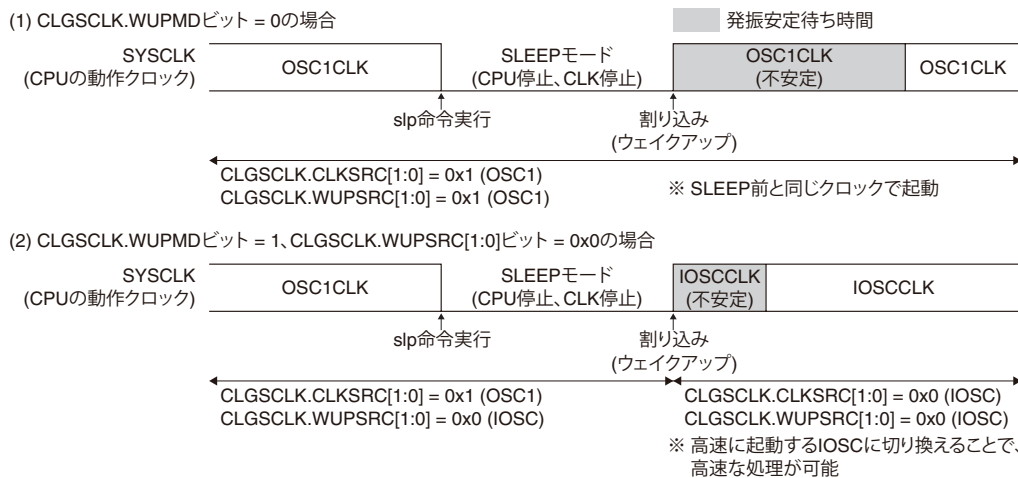 (1) CLGSCLK.WUPMDビット = 0の場合
発振安定待ち時間
SYSCLK
(CPUの動作クロック)
OSC1CLK
SLEEPモード
(CPU停止、CLK停止)
OSC1CLK
(不安定)
OSC1CLK
slp命令実行
割り込み
(ウェイクアップ)
CLGSCLK.CLKSRC[1:0] = 0x1 (OSC1)
CLGSCLK.WUPSRC[1:0] = 0x1 (OSC1)
※ SLEEP前と同じクロックで起動
(2) CLGSCLK.WUPMDビット = 1、CLGSCLK.WUPSRC[1:0]ビット = 0x0の場合
SYSCLK
(CPUの動作クロック)
OSC1CLK
SLEEPモード
(CPU停止、CLK停止)
IOSCCLK
(不安定)
IOSCCLK
slp命令実行
割り込み
(ウェイクアップ)
CLGSCLK.CLKSRC[1:0] = 0x1 (OSC1)
CLGSCLK.WUPSRC[1:0] = 0x0 (IOSC)
CLGSCLK.CLKSRC[1:0] = 0x0 (IOSC)
CLGSCLK.WUPSRC[1:0] = 0x0 (IOSC)
※ 高速に起動するIOSCに切り換えることで、
高速な処理が可能